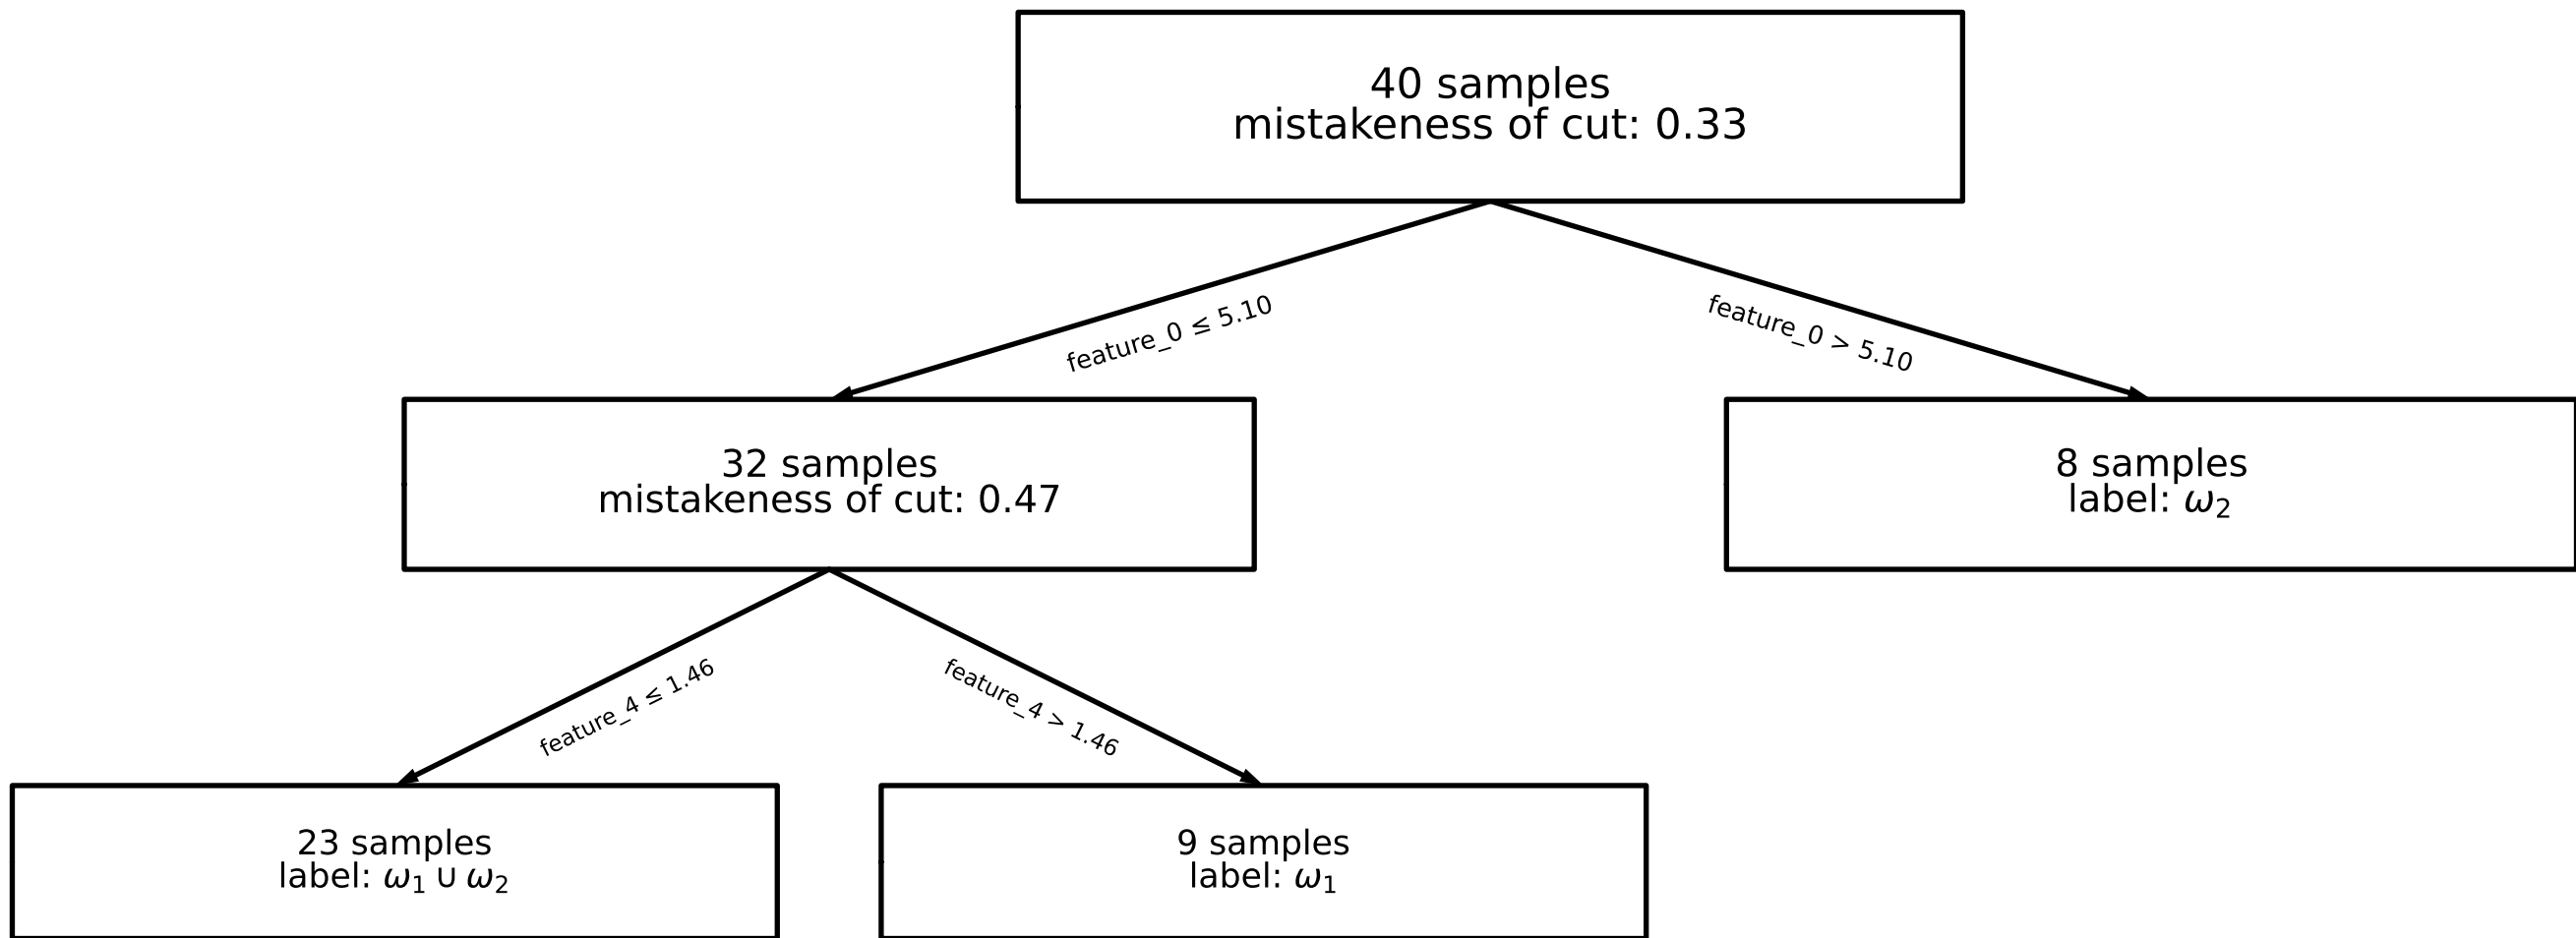 40 samples
mistakeness of cut: 0.33
feature_0 ≤ 5.10
feature_0 > 5.10
32 samples
mistakeness of cut: 0.47
8 samples
label: ω₂
feature_4 ≤ 1.46
feature_4 > 1.46
23 samples
label: ω₁ ∪ ω₂
9 samples
label: ω₁